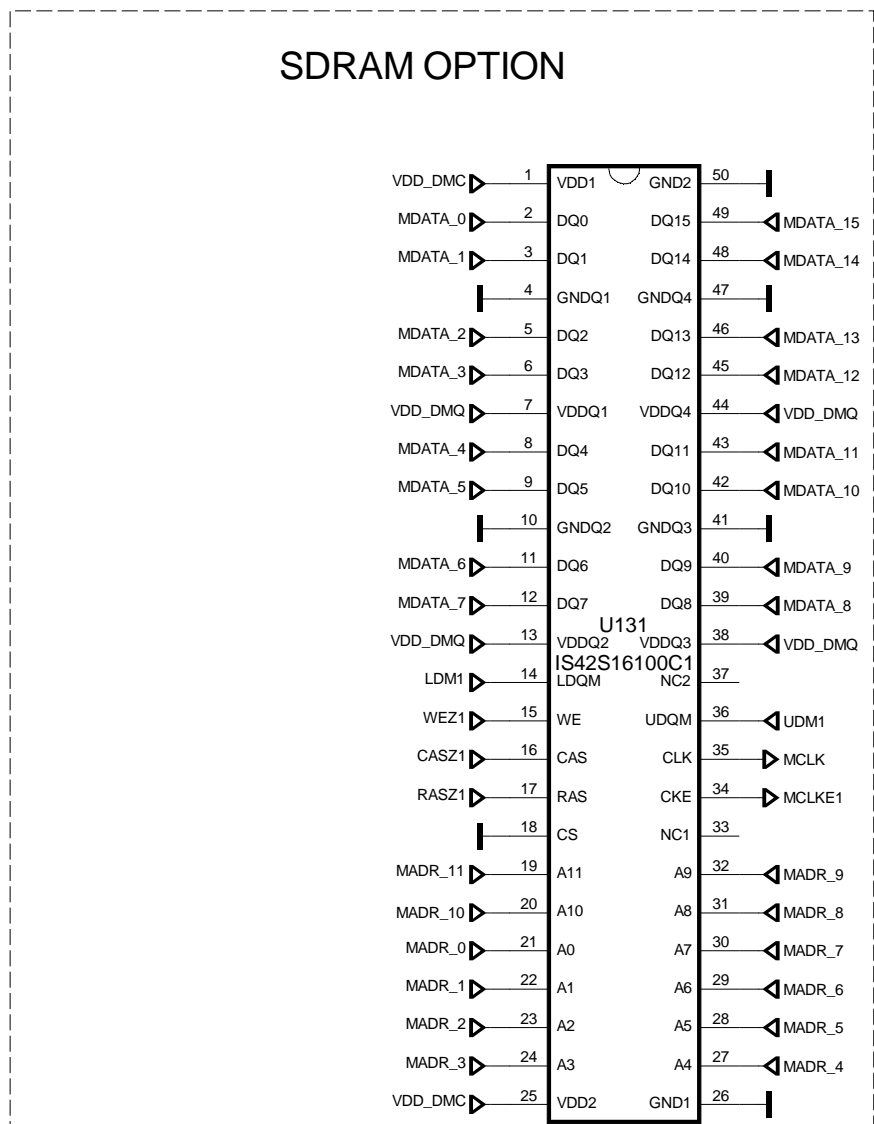 SDRAM OPTION
VDD_DMC 1 VDD1 GND2 50
MDATA_0 2 DQ0 DQ15 49 MDATA_15
MDATA_1 3 DQ1 DQ14 48 MDATA_14
4 GNDQ1 GNDQ4 47
MDATA_2 5 DQ2 DQ13 46 MDATA_13
MDATA_3 6 DQ3 DQ12 45 MDATA_12
VDD_DMQ 7 VDDQ1 VDDQ4 44 VDD_DMQ
MDATA_4 8 DQ4 DQ11 43 MDATA_11
MDATA_5 9 DQ5 DQ10 42 MDATA_10
10 GNDQ2 GNDQ3 41
MDATA_6 11 DQ6 DQ9 40 MDATA_9
MDATA_7 12 DQ7 DQ8 39 MDATA_8
U131
VDD_DMQ 13 VDDQ2 VDDQ3 38 VDD_DMQ
IS42S16100C1
LDM1 14 LDQM NC2 37
WEZ1 15 WE UDQM 36 UDM1
CASZ1 16 CAS CLK 35 MCLK
RASZ1 17 RAS CKE 34 MCLKE1
18 CS NC1 33
MADR_11 19 A11 A9 32 MADR_9
MADR_10 20 A10 A8 31 MADR_8
MADR_0 21 A0 A7 30 MADR_7
MADR_1 22 A1 A6 29 MADR_6
MADR_2 23 A2 A5 28 MADR_5
MADR_3 24 A3 A4 27 MADR_4
VDD_DMC 25 VDD2 GND1 26